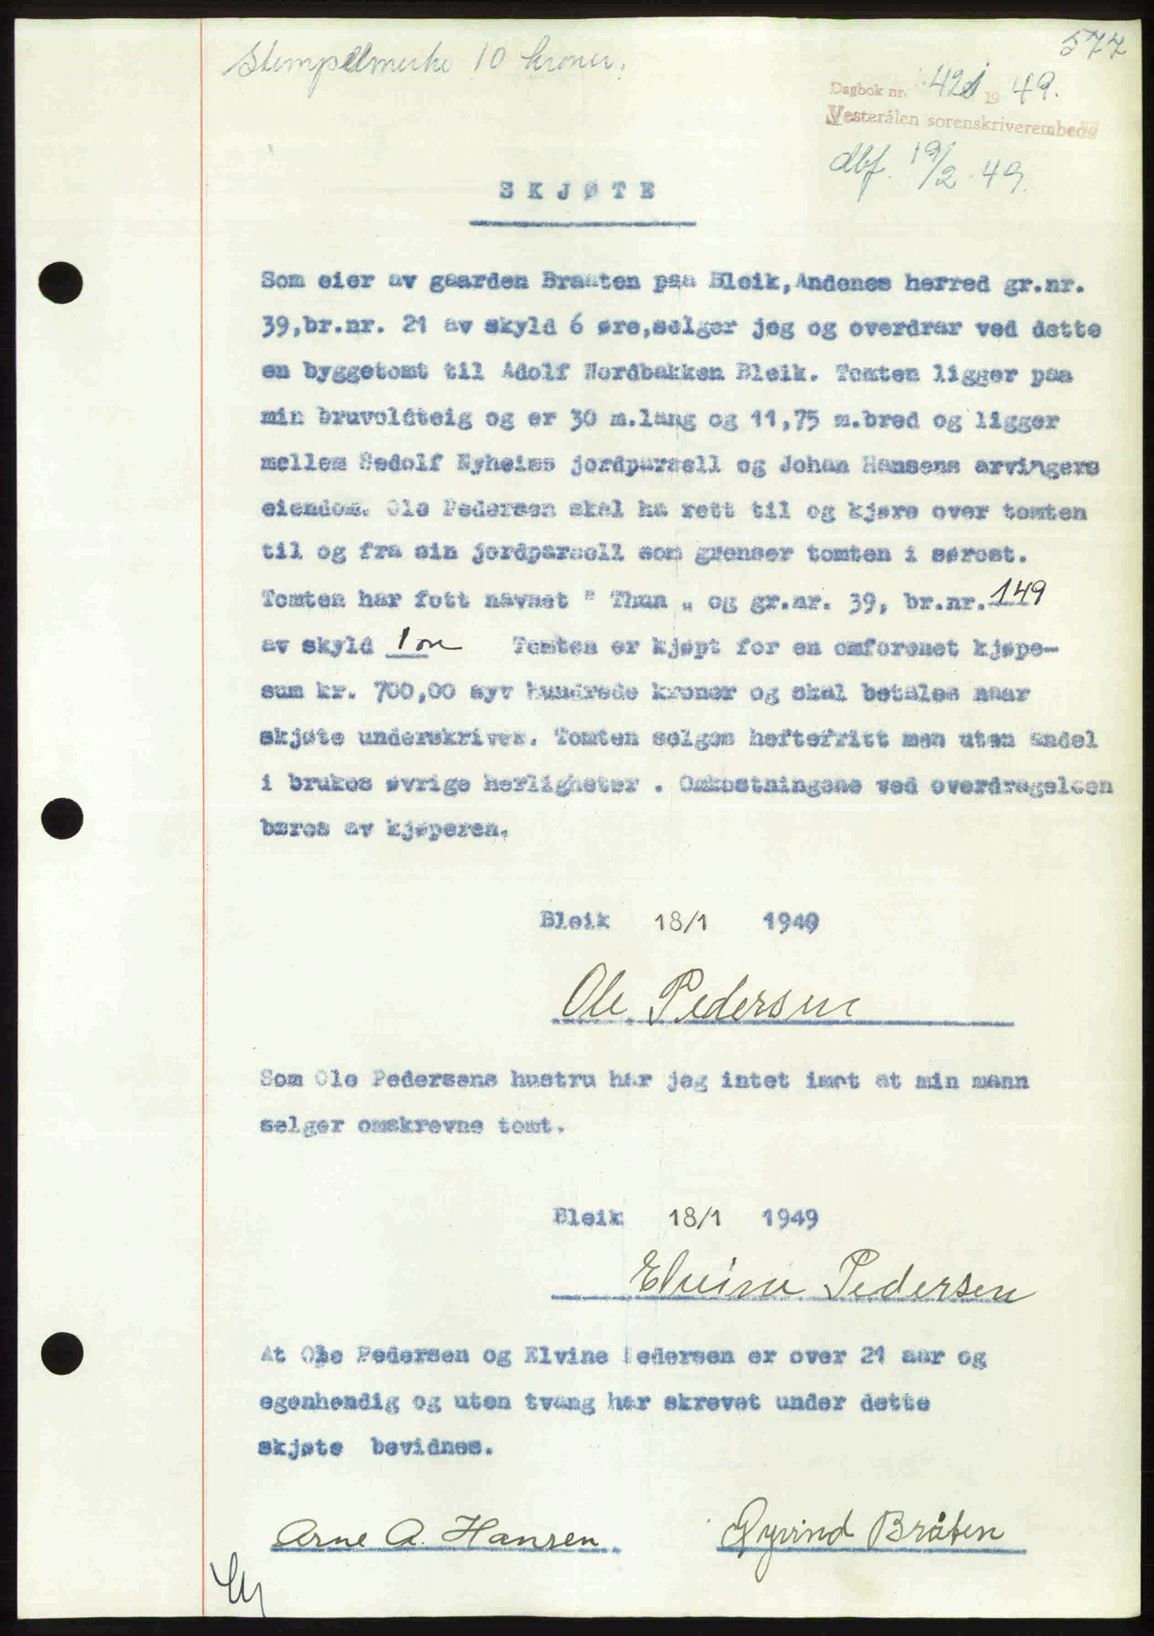 577
Stempelmerke 10 kroner.
Dagbok nr. 421 19 49.
Vesterålen sorenskriverembede
dbf. 19/2-49.
SKJØTE
Som eier av gaarden Braaten paa Bleik, Andenes herred gr.nr.
39,br.nr. 21 av skyld 6 øre,selger jeg og overdrar ved dette
en byggetomt til Adolf Nordbakken Bleik. Tomten ligger paa
min bruvoldteig og er 30 m.lang og 11,75 m.bred og ligger
mellem Sedolf Nyheims jordparsell og Johan Hansens arvingers
eiendom. Ole Pedersen skal ha rett til og kjøre over tomten
til og fra sin jordparsell som grenser tomten i sørost.
Tomten har fott navnet " Thun " og gr.nr. 39, br.nr. 149
av skyld 1 øre Tomten er kjøpt for en omforenet kjøpe-
sum kr. 700,00 syv hundrede kroner og skal betales naar
skjøte underskrives. Tomten selges heftefritt men uten andel
i brukes øvrige herligheter . Omkostningene ved overdragelsen
bæres av kjøperen.
Bleik 18/1 1949
Ole Pedersen
Som Ole Pedersens hustru har jeg intet imot at min mann
selger omskrevne tomt.
Bleik 18/1 1949
Elvine Pedersen
At Ole Pedersen og Elvine Pedersen er over 21 aar og
egenhendig og uten tvang har skrevet under dette
skjøte bevidnes.
Arne A. Hansen Øyvind Bråten